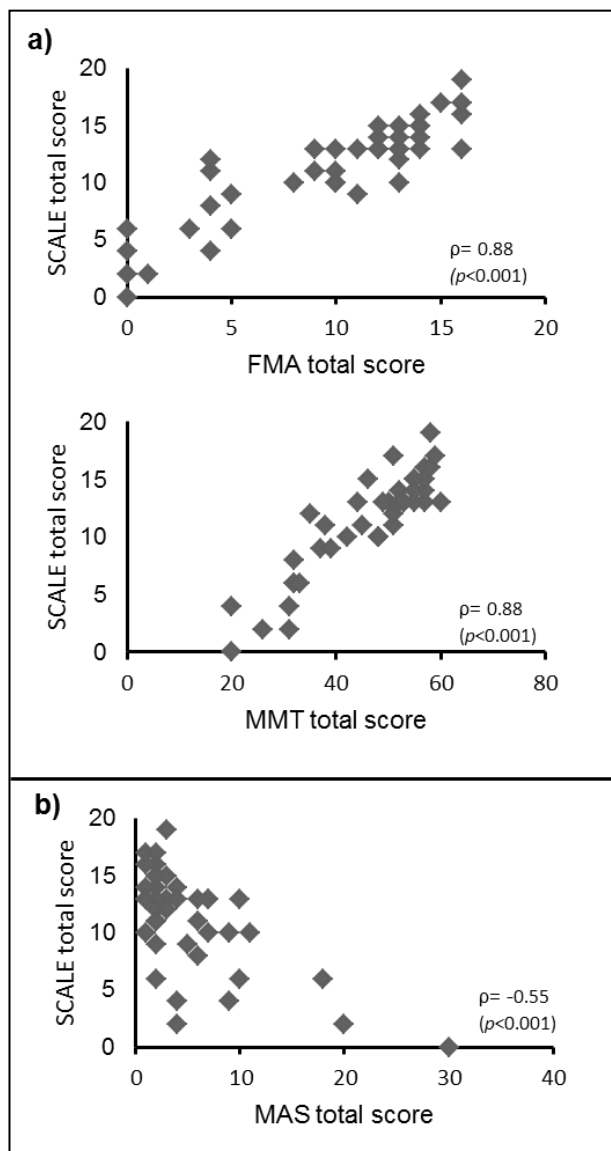 a)
20
15
10
5
0
SCALE total score
ρ= 0.88
(p<0.001)
0 5 10 15 20
FMA total score
20
15
10
5
0
SCALE total score
ρ= 0.88
(p<0.001)
0 20 40 60 80
MMT total score
b)
20
15
10
5
0
SCALE total score
ρ= -0.55
(p<0.001)
0 10 20 30 40
MAS total score